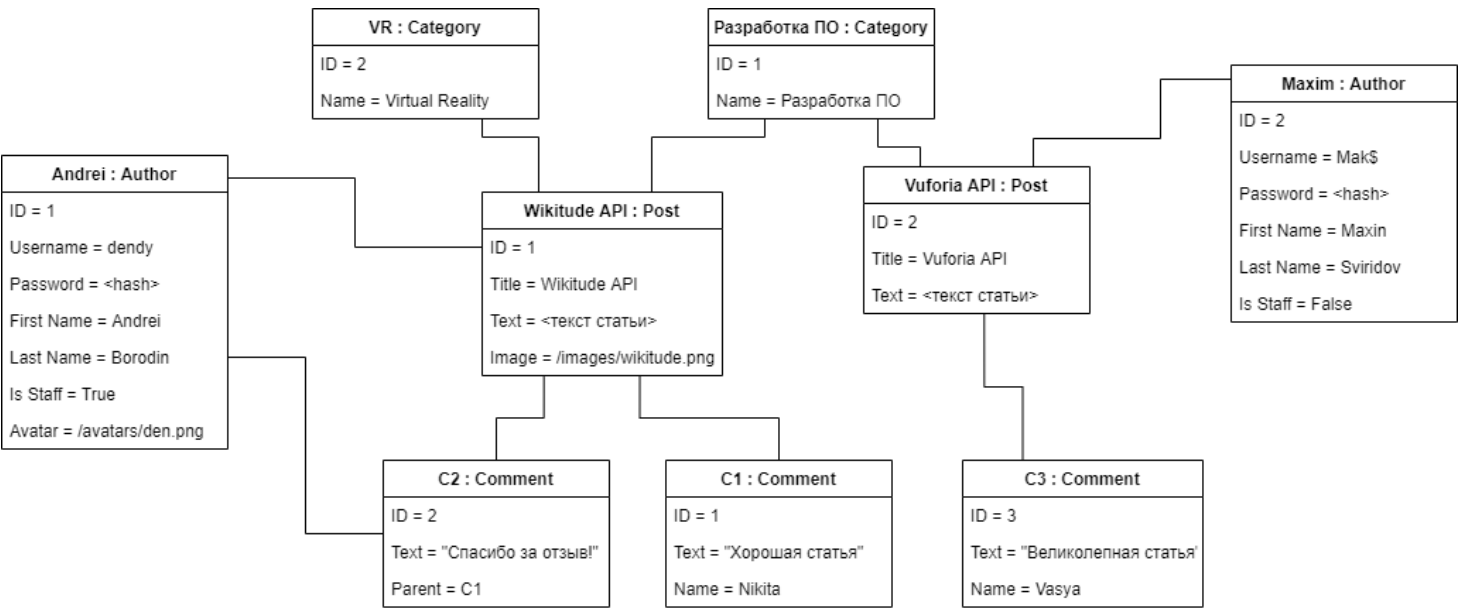 VR : Category
ID = 2
Name = Virtual Reality
Разработка ПО : Category
ID = 1
Name = Разработка ПО
Maxim : Author
ID = 2
Username = Mak$
Password = <hash>
First Name = Maxin
Last Name = Sviridov
Is Staff = False
Andrei : Author
ID = 1
Username = dendy
Password = <hash>
First Name = Andrei
Last Name = Borodin
Is Staff = True
Avatar = /avatars/den.png
Wikitude API : Post
ID = 1
Title = Wikitude API
Text = <текст статьи>
Image = /images/wikitude.png
Vuforia API : Post
ID = 2
Title = Vuforia API
Text = <текст статьи>
C2 : Comment
ID = 2
Text = "Спасибо за отзыв!"
Parent = C1
C1 : Comment
ID = 1
Text = "Хорошая статья"
Name = Nikita
C3 : Comment
ID = 3
Text = "Великолепная статья'
Name = Vasya